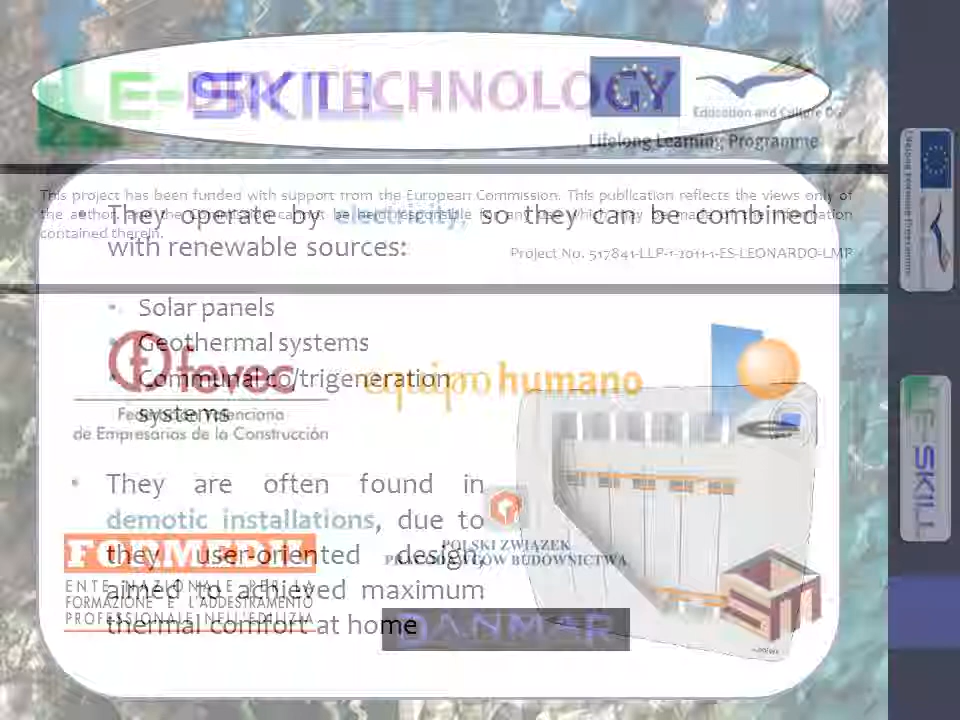 E-SKILL
DRY TECHNOLOGY
Education and Culture DG
Lifelong Learning Programme
This project has been funded with support from the European Commission. This publication reflects the views only of
the author, and the Commission cannot be held responsible for any use which may be made of the information
contained therein.
Project No. 517841-LLP-1-2011-1-ES-LEONARDO-LMP
• They operate by electricity, so they can be combined
with renewable sources:
• Solar panels
• Geothermal systems
• Communal co/trigeneration
systems
fevec
Federación Valenciana
de Empresarios de la Construcción
equipo humano
• They are often found in
demotic installations, due to
they user-oriented design,
aimed to achieved maximum
thermal comfort at home
POLSKI ZWIĄZEK
PRACODAWCÓW BUDOWNICTWA
FORMEDIL
ENTE NAZIONALE PER LA
FORMAZIONE E L'ADDESTRAMENTO
PROFESSIONALE NELL'EDILIZIA
DANMAR
Lifelong Learning Programme
E-SKILL